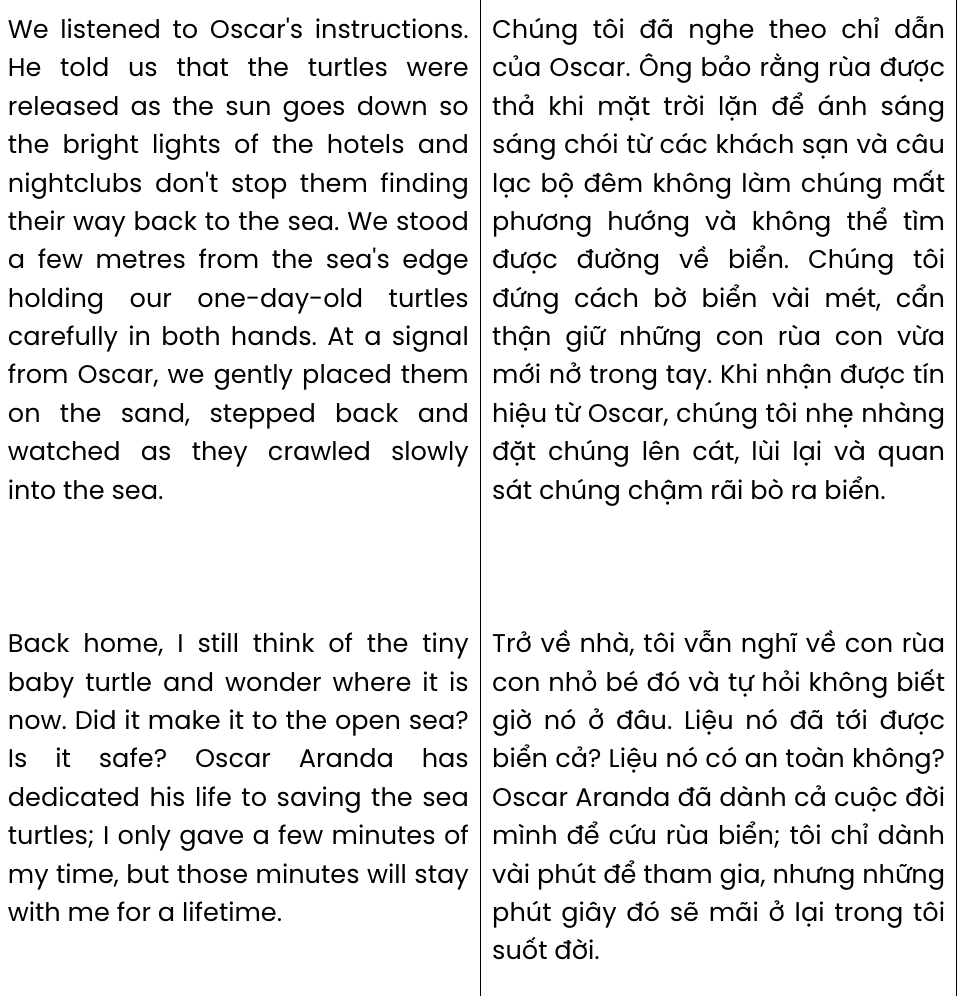 We listened to Oscar's instructions.
He told us that the turtles were
released as the sun goes down so
the bright lights of the hotels and
nightclubs don't stop them finding
their way back to the sea. We stood
a few metres from the sea's edge
holding our one-day-old turtles
carefully in both hands. At a signal
from Oscar, we gently placed them
on the sand, stepped back and
watched as they crawled slowly
into the sea.
Chúng tôi đã nghe theo chỉ dẫn
của Oscar. Ông bảo rằng rùa được
thả khi mặt trời lặn để ánh sáng
sáng chói từ các khách sạn và câu
lạc bộ đêm không làm chúng mất
phương hướng và không thể tìm
được đường về biển. Chúng tôi
đứng cách bờ biển vài mét, cẩn
thận giữ những con rùa con vừa
mới nở trong tay. Khi nhận được tín
hiệu từ Oscar, chúng tôi nhẹ nhàng
đặt chúng lên cát, lùi lại và quan
sát chúng chậm rãi bò ra biển.
Back home, I still think of the tiny
baby turtle and wonder where it is
now. Did it make it to the open sea?
Is it safe? Oscar Aranda has
dedicated his life to saving the sea
turtles; I only gave a few minutes of
my time, but those minutes will stay
with me for a lifetime.
Trở về nhà, tôi vẫn nghĩ về con rùa
con nhỏ bé đó và tự hỏi không biết
giờ nó ở đâu. Liệu nó đã tới được
biển cả? Liệu nó có an toàn không?
Oscar Aranda đã dành cả cuộc đời
mình để cứu rùa biển; tôi chỉ dành
vài phút để tham gia, nhưng những
phút giây đó sẽ mãi ở lại trong tôi
suốt đời.